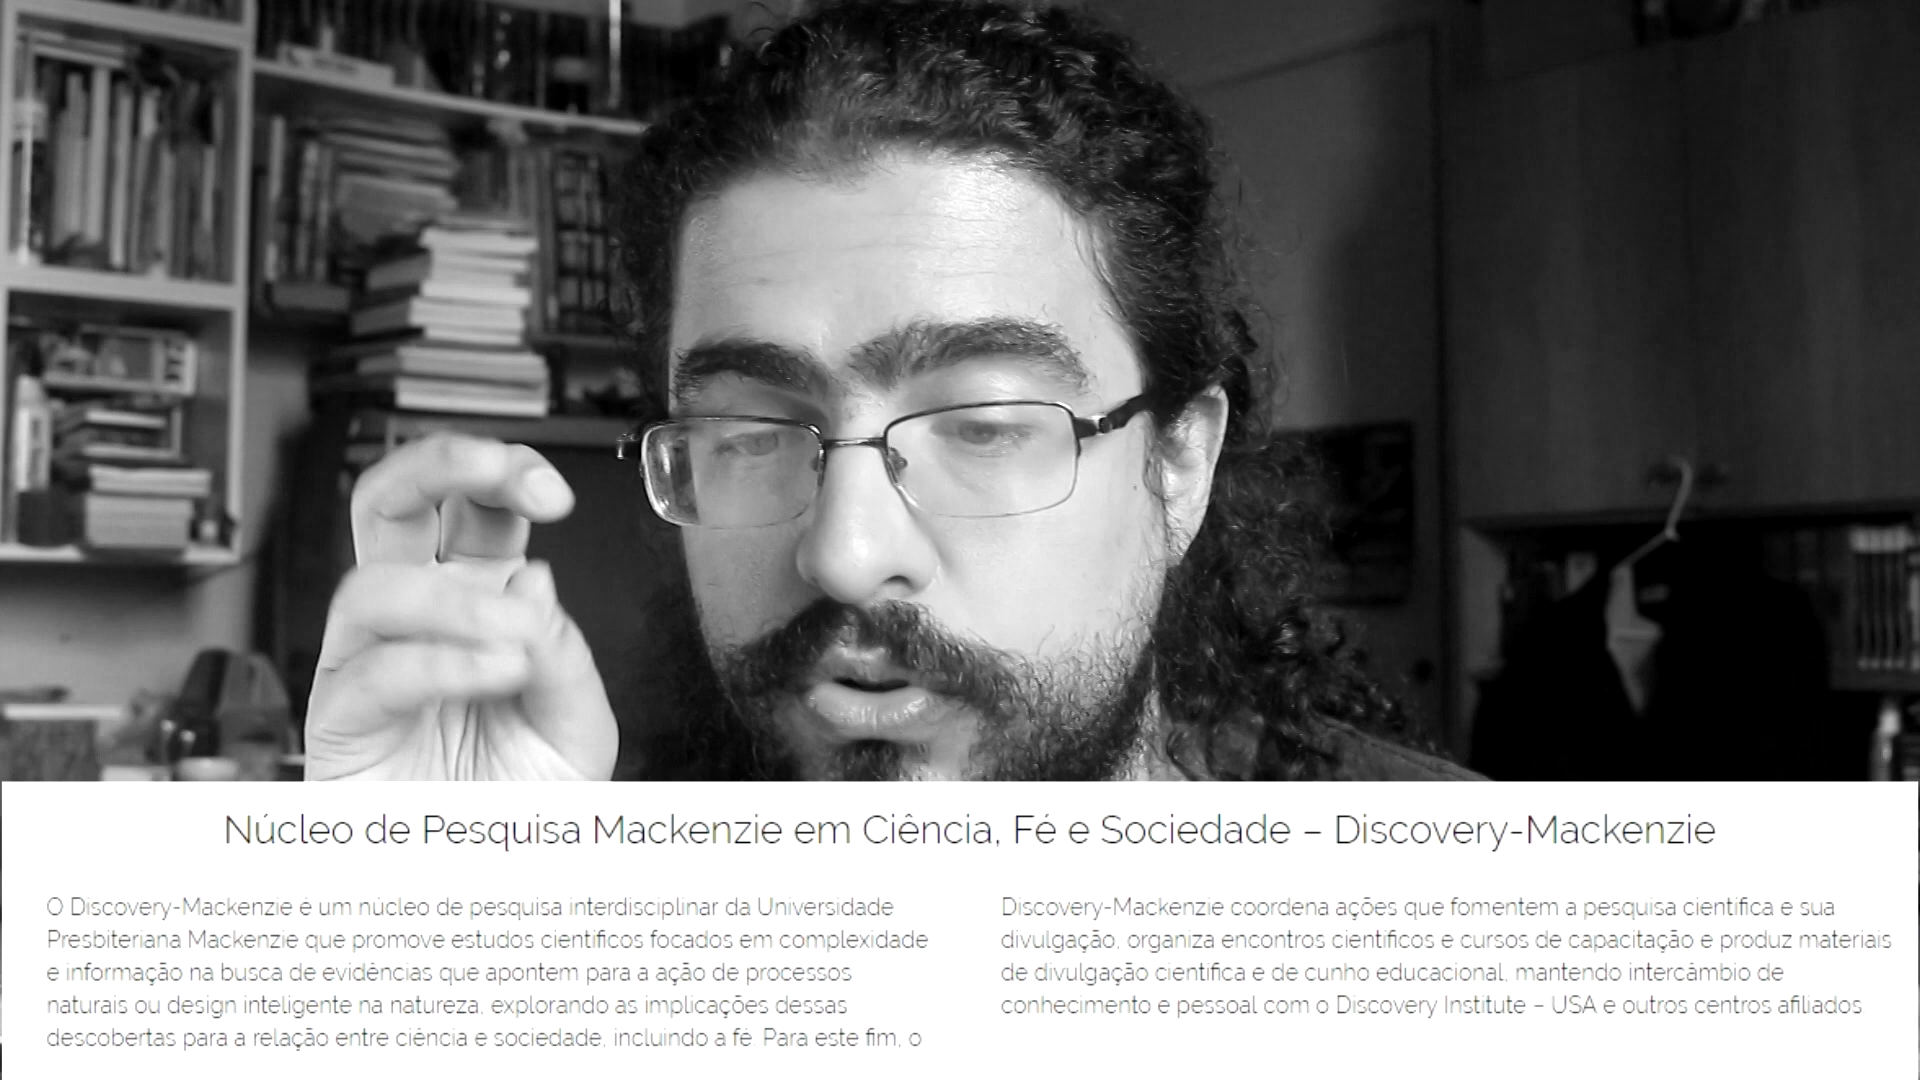 Núcleo de Pesquisa Mackenzie em Ciência, Fé e Sociedade – Discovery-Mackenzie
O Discovery-Mackenzie é um núcleo de pesquisa interdisciplinar da Universidade
Presbiteriana Mackenzie que promove estudos científicos focados em complexidade
e informação na busca de evidências que apontem para a ação de processos
naturais ou design inteligente na natureza, explorando as implicações dessas
descobertas para a relação entre ciência e sociedade, incluindo a fé. Para este fim, o
Discovery-Mackenzie coordena ações que fomentem a pesquisa científica e sua
divulgação, organiza encontros científicos e cursos de capacitação e produz materiais
de divulgação científica e de cunho educacional, mantendo intercâmbio de
conhecimento e pessoal com o Discovery Institute – USA e outros centros afiliados.